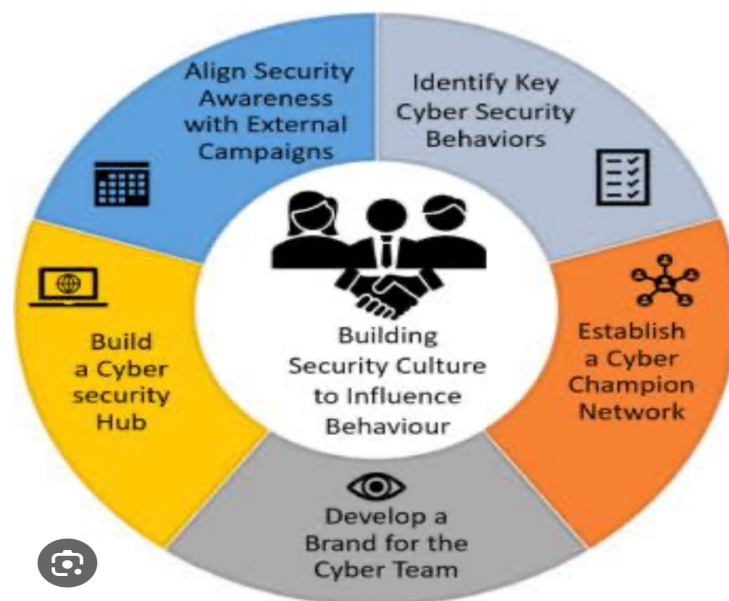 Align Security
Awareness
with External
Campaigns
Identify Key
Cyber Security
Behaviors
Establish
a Cyber
Champion
Network
Develop a
Brand for the
Cyber Team
Build
a Cyber
security
Hub
Building
Security Culture
to Influence
Behaviour